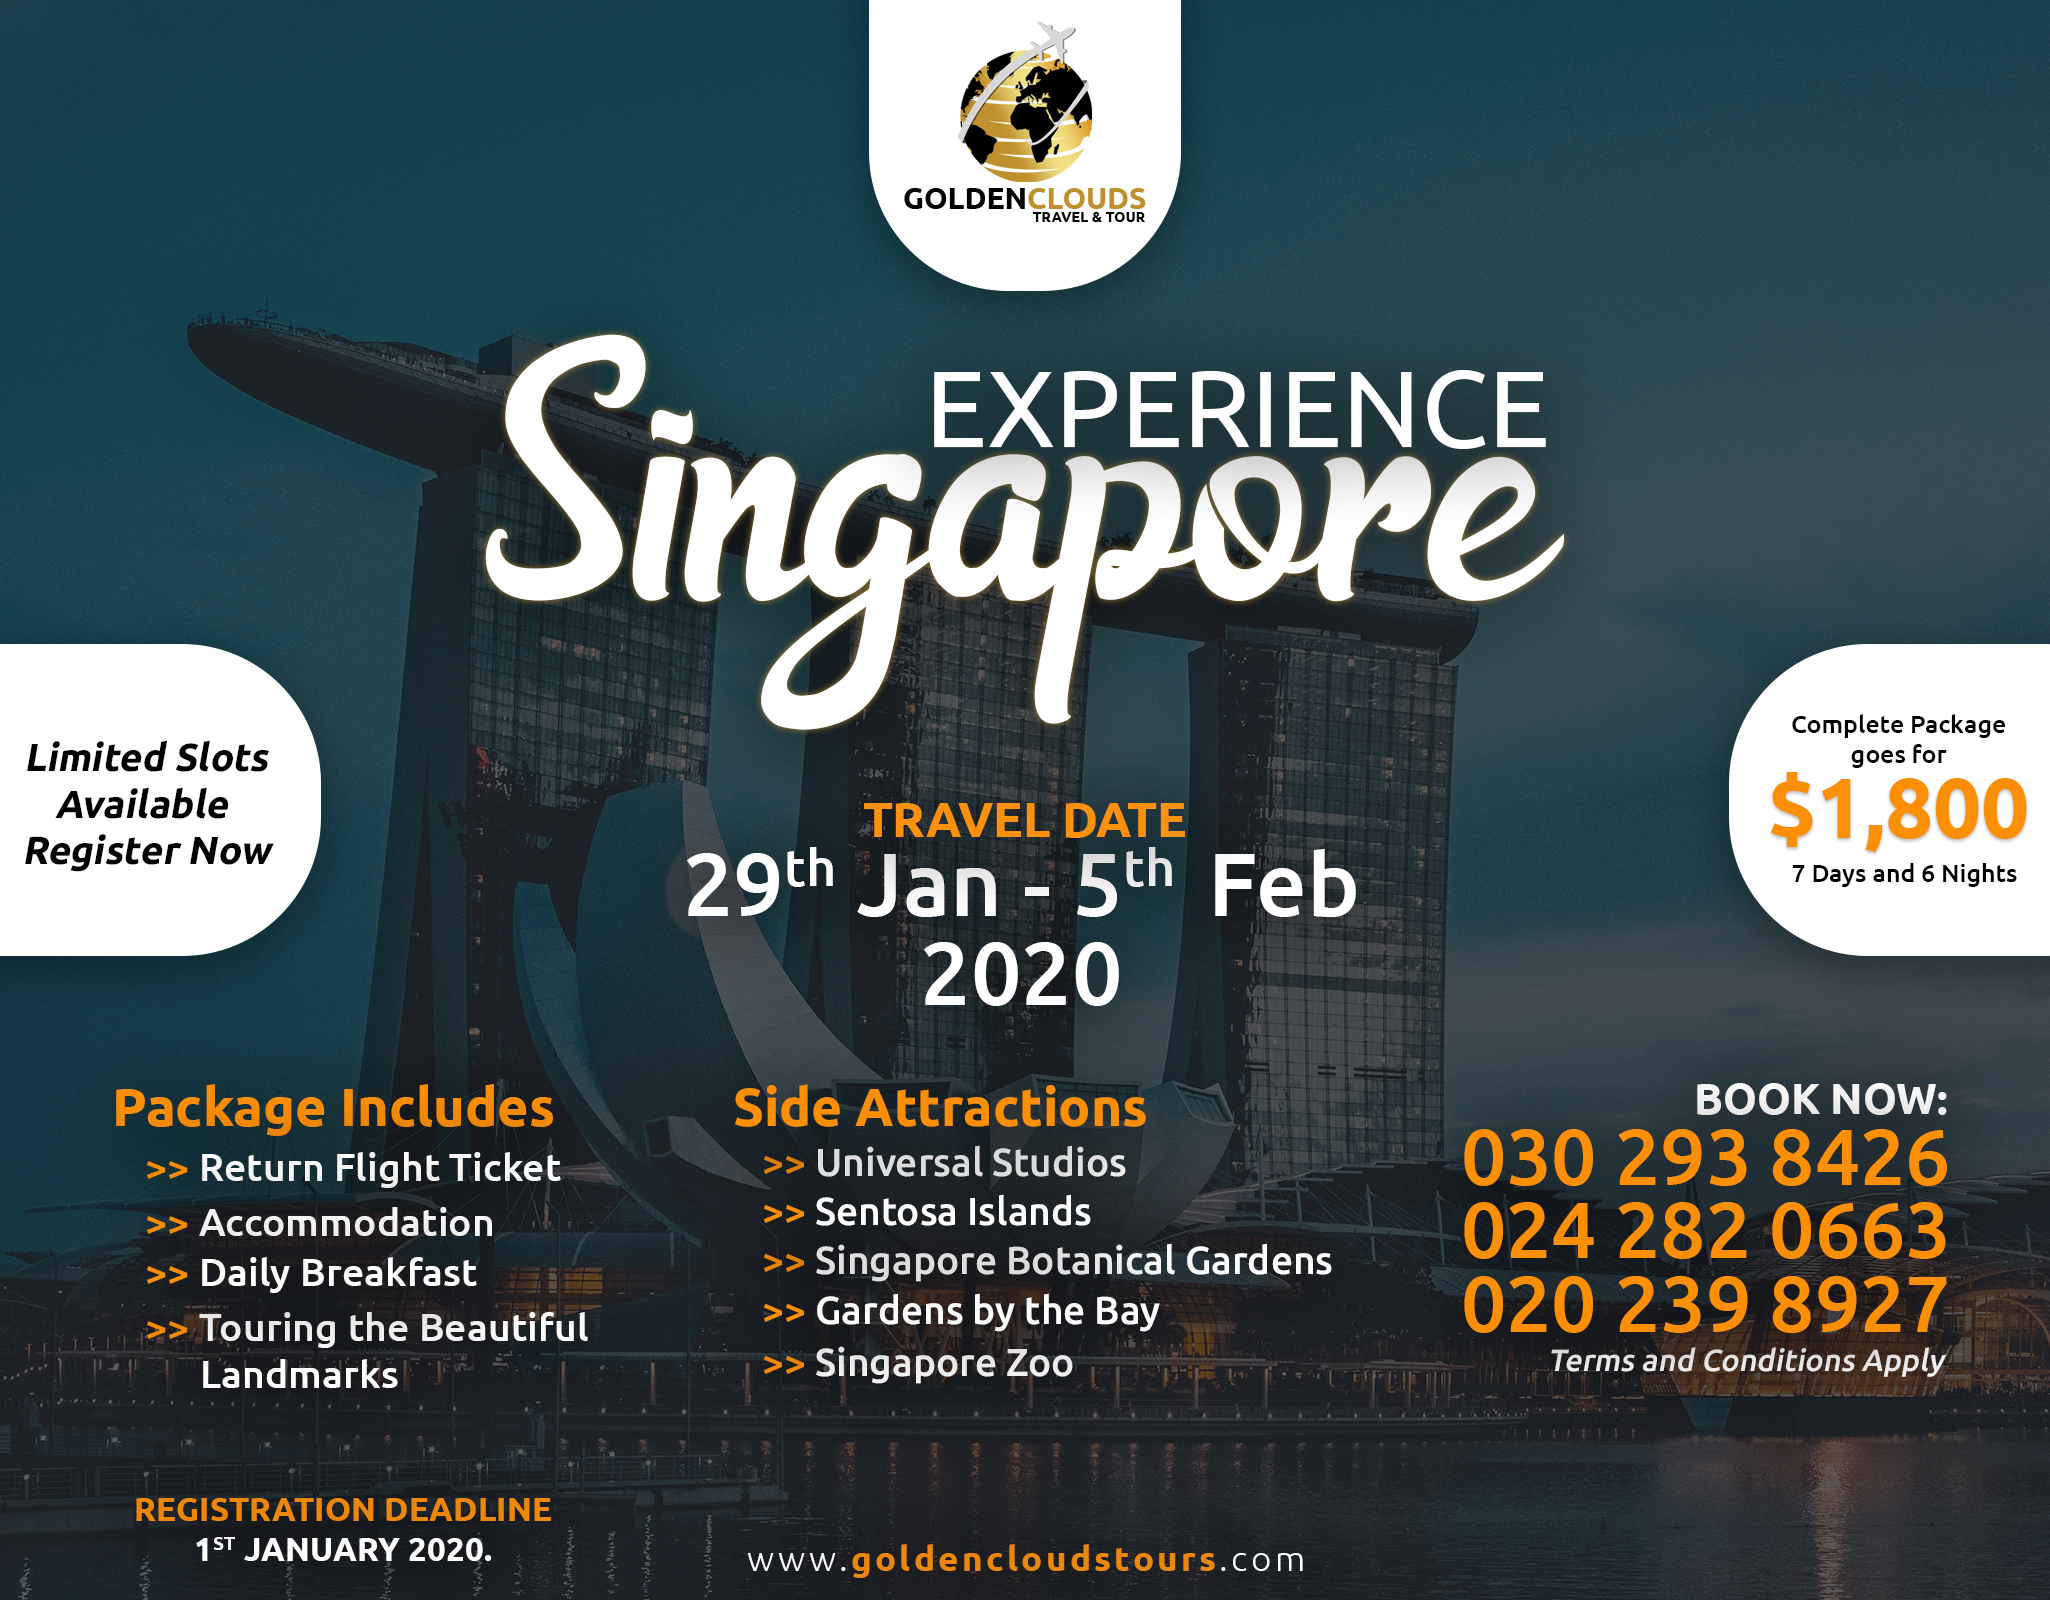 GOLDENCLOUDS
TRAVEL & TOUR
EXPERIENCE
Singapore
Limited Slots
Available
Register Now
Complete Package
goes for
$1,800
7 Days and 6 Nights
TRAVEL DATE
29th Jan - 5th Feb
2020
Package Includes
>> Return Flight Ticket
>> Accommodation
>> Daily Breakfast
>> Touring the Beautiful
Landmarks
Side Attractions
>> Universal Studios
>> Sentosa Islands
>> Singapore Botanical Gardens
>> Gardens by the Bay
>> Singapore Zoo
BOOK NOW:
030 293 8426
024 282 0663
020 239 8927
Terms and Conditions Apply
REGISTRATION DEADLINE
1ST JANUARY 2020.
www.goldencloudstours.com